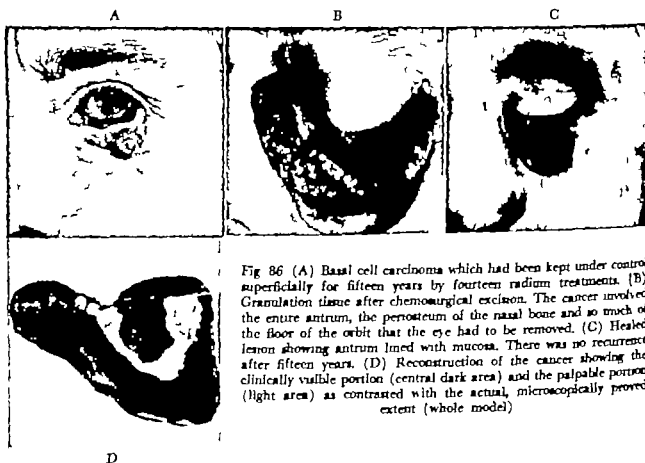 A
B
C
Fig 86 (A) Basal cell carcinoma which had been kept under contro
superficially for fifteen years by fourteen radium treatments. (B)
Granulation tissue after chemosurgical excision. The cancer involve
the entire antrum, the periosteum of the nasal bone and so much o
the floor of the orbit that the eye had to be removed. (C) Healed
lesion showing antrum lined with mucosa. There was no recurrenc
after fifteen years. (D) Reconstruction of the cancer showing the
clinically visible portion (central dark area) and the palpable portion
(light area) as contrasted with the actual, microscopically proved
extent (whole model)
D